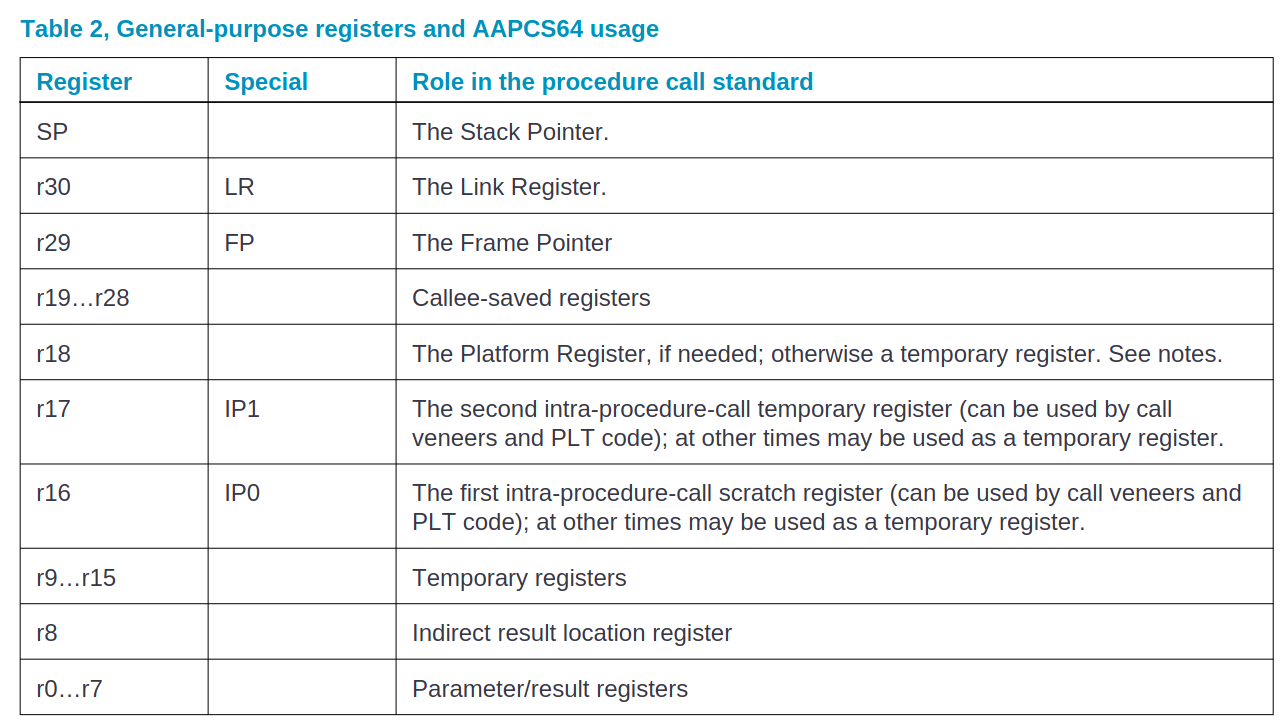 Table 2, General-purpose registers and AAPCS64 usage
Register Special Role in the procedure call standard
SP The Stack Pointer.
r30 LR The Link Register.
r29 FP The Frame Pointer
r19…r28 Callee-saved registers
r18 The Platform Register, if needed; otherwise a temporary register. See notes.
r17 IP1 The second intra-procedure-call temporary register (can be used by call
veneers and PLT code); at other times may be used as a temporary register.
r16 IP0 The first intra-procedure-call scratch register (can be used by call veneers and
PLT code); at other times may be used as a temporary register.
r9…r15 Temporary registers
r8 Indirect result location register
r0…r7 Parameter/result registers